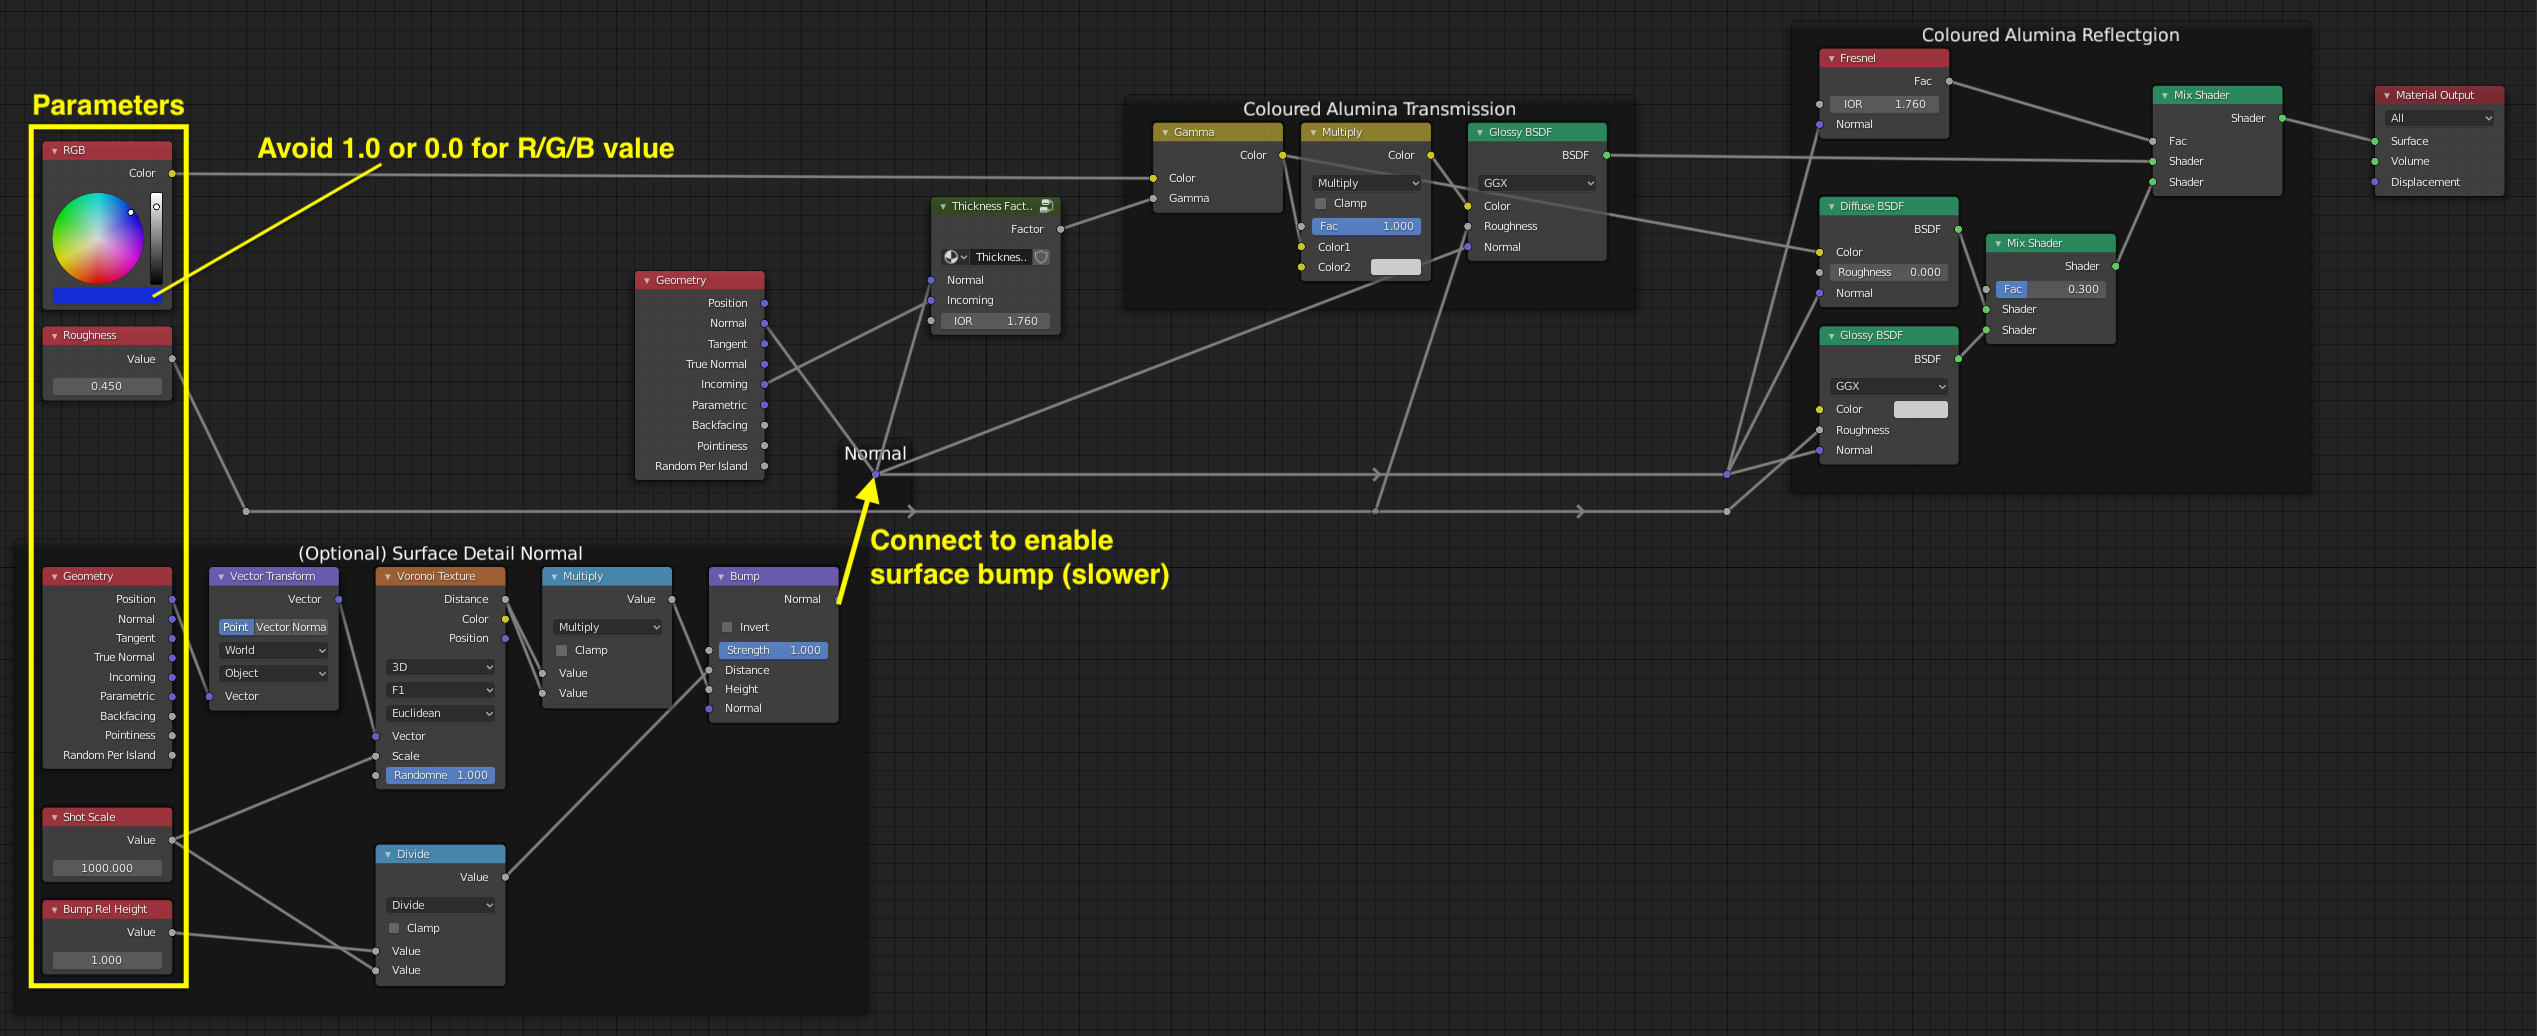 Parameters
Avoid 1.0 or 0.0 for R/G/B value
RGB
Color
Roughness
Value
0.450
(Optional) Surface Detail Normal
Geometry
Position
Normal
Tangent
True Normal
Incoming
Parametric
Backfacing
Pointiness
Random Per Island
Shot Scale
Value
1000.000
Bump Rel Height
Value
1.000
Vector Transform
Vector
Point Vector Norma
World
Object
Vector
Voronoi Texture
Distance
Color
Position
3D
F1
Euclidean
Vector
Scale
Randomne 1.000
Divide
Value
Divide
Clamp
Value
Value
Multiply
Value
Multiply
Clamp
Value
Value
Bump
Normal
Invert
Strength 1.000
Distance
Height
Normal
Connect to enable
surface bump (slower)
Normal
Geometry
Position
Normal
Tangent
True Normal
Incoming
Parametric
Backfacing
Pointiness
Random Per Island
Thickness Fact..
Factor
Thicknes..
Normal
Incoming
IOR 1.760
Coloured Alumina Transmission
Gamma
Color
Color
Gamma
Multiply
Color
Multiply
Clamp
Fac 1.000
Color1
Color2
Glossy BSDF
BSDF
GGX
Color
Roughness
Normal
Coloured Alumina Reflectgion
Fresnel
Fac
IOR 1.760
Normal
Diffuse BSDF
BSDF
Color
Roughness 0.000
Normal
Glossy BSDF
BSDF
GGX
Color
Roughness
Normal
Mix Shader
Shader
Fac 0.300
Shader
Shader
Mix Shader
Shader
Fac
Shader
Shader
Material Output
All
Surface
Volume
Displacement